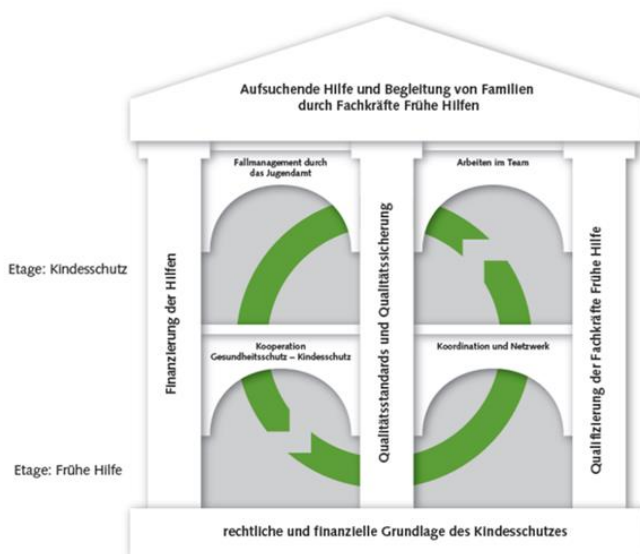 Aufsuchende Hilfe und Begleitung von Familien
durch Fachkräfte Frühe Hilfen
Fallmanagement durch
das Jugendamt
Arbeiten im Team
Etage: Kindesschutz
Finanzierung der Hilfen
Qualitätsstandards und Qualitätssicherung
Qualifizierung der Fachkräfte Frühe Hilfe
Kooperation
Gesundheitsschutz – Kindesschutz
Koordination und Netzwerk
Etage: Frühe Hilfe
rechtliche und finanzielle Grundlage des Kindesschutzes